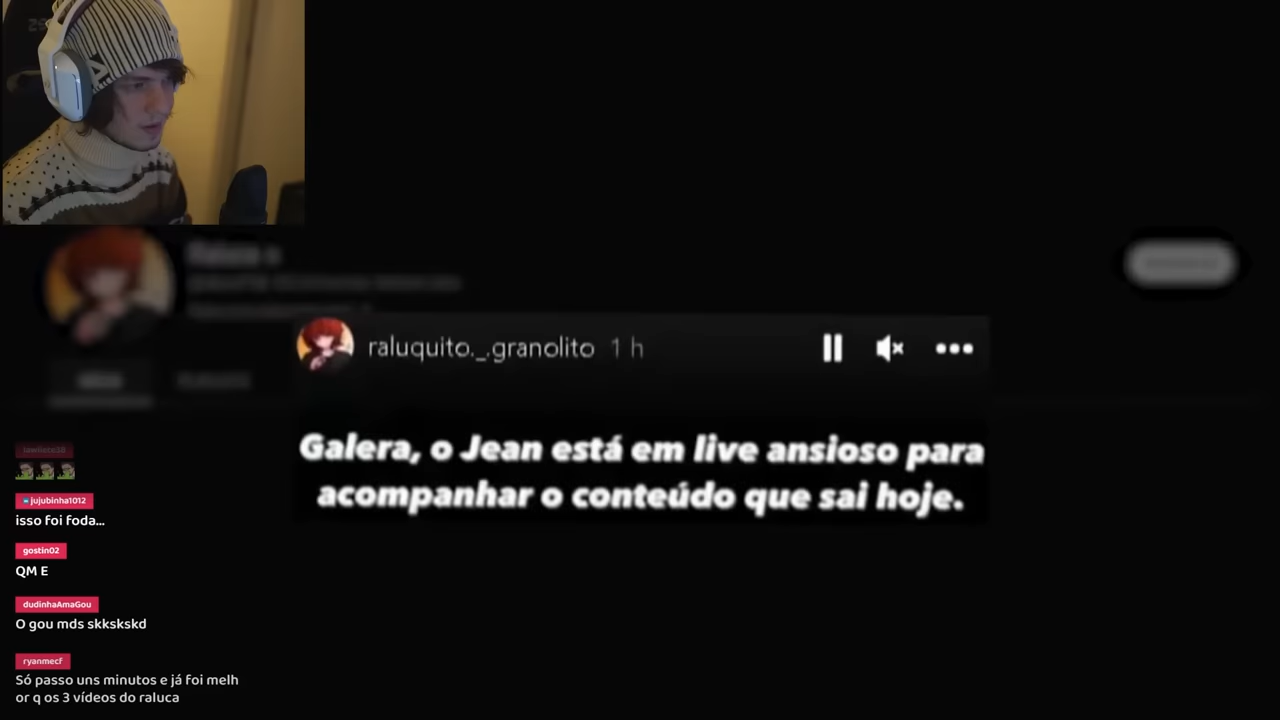 raluquito._.granolito 1 h
Galera, o Jean está em live ansioso para
acompanhar o conteúdo que sai hoje.
jujubinha1012
isso foi foda...
gostin02
QM E
dudinhaAmaGou
O gou mds skkskskd
ryanmecf
Só passo uns minutos e já foi melh
or q os 3 vídeos do raluca